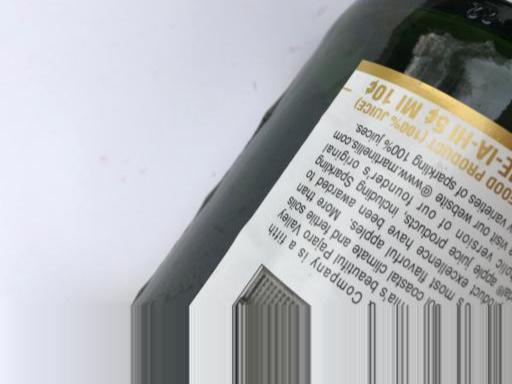 Company is a fifth
beautiful Pajaro Valley
coastal climate and fertile soils
most flavorful apples. More than
excellence have been awarded to
apple juice products, including Sparkling
version of our founder's original
visit our website @ www.martinellis.com
varieties of sparkling 100% juices.
FOOD PRODUCT (100% JUICE)
IA-HI 5¢ MI 10¢